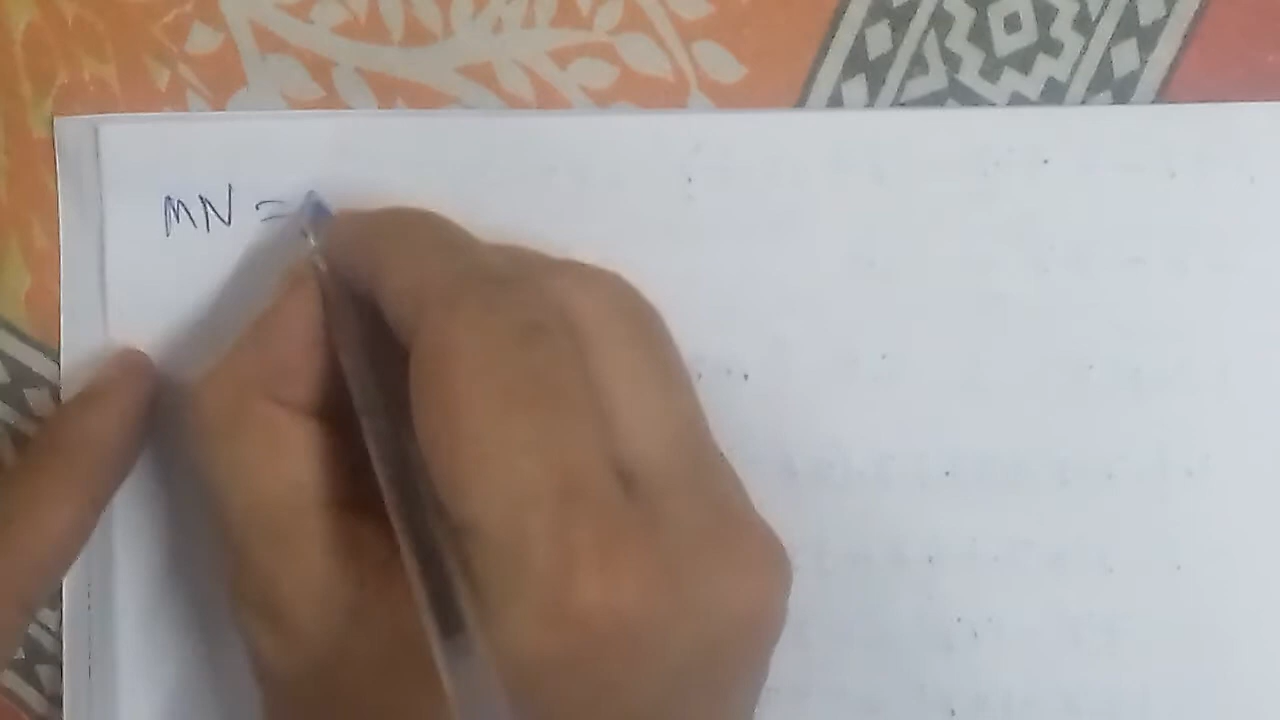 MN =